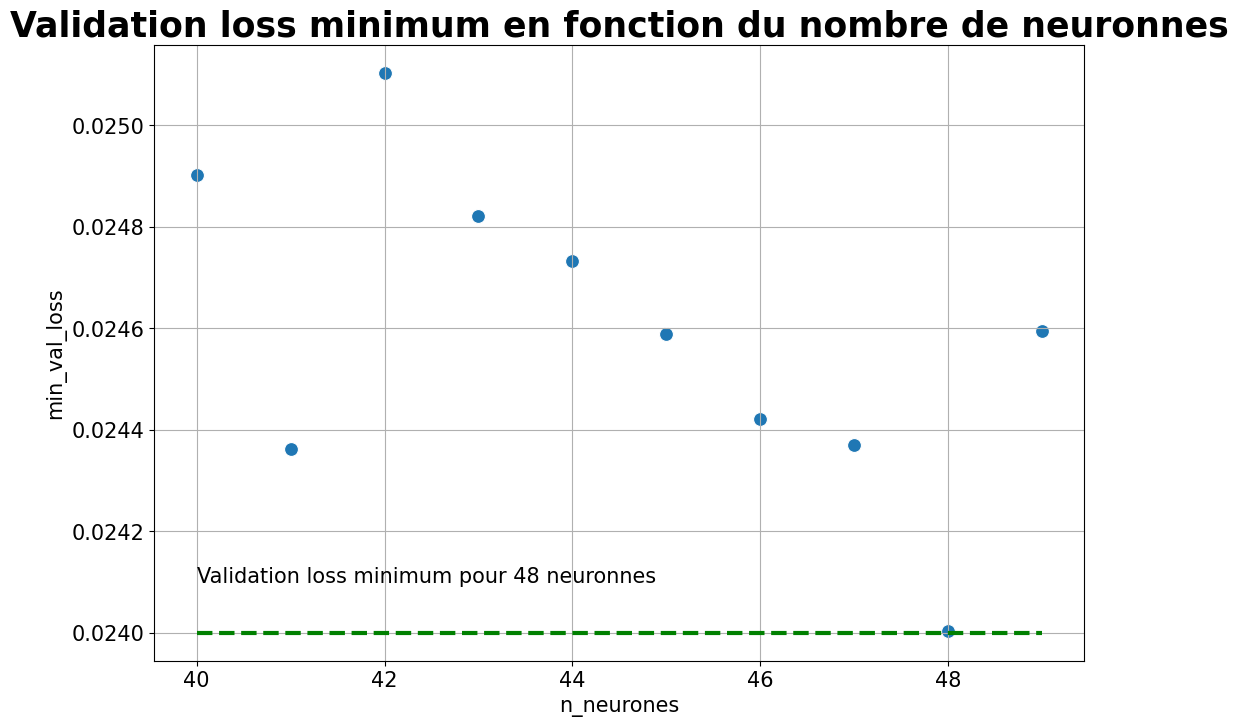 Validation loss minimum en fonction du nombre de neuronnes
0.0250
0.0248
0.0246
0.0244
0.0242
0.0240
min_val_loss
Validation loss minimum pour 48 neuronnes
40 42 44 46 48
n_neurones